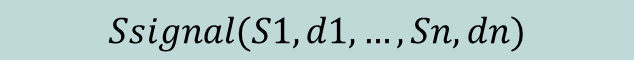 Ssignal(S1, d1, … , Sn, dn)